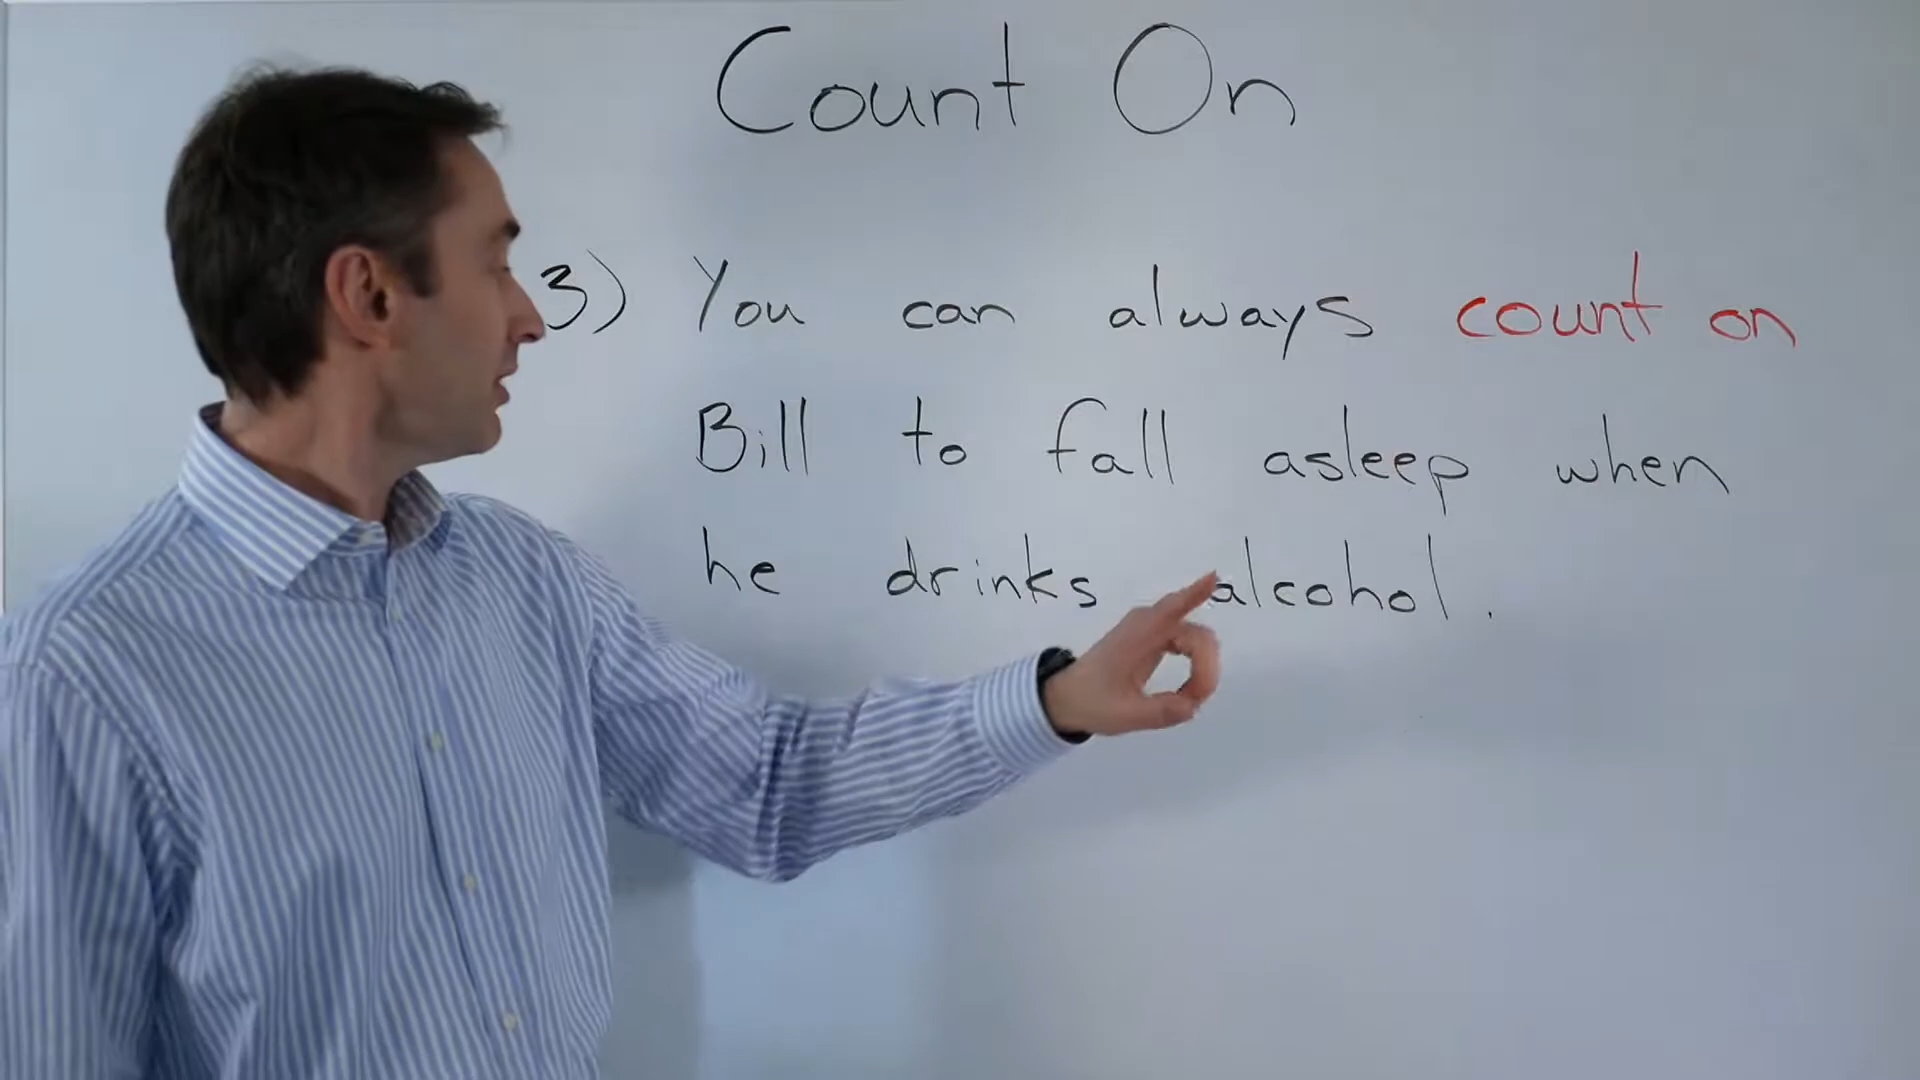 Count On
3) You can always count on
Bill to fall asleep when
he drinks alcohol.